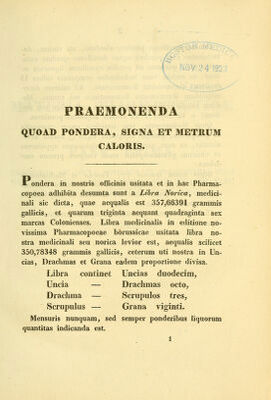 BOSTON MEDICAL
NOV 24 1923
PRAEMONENDA
QUOAD PONDERA, SIGNA ET METRUM
CALORIS.
Pondera in nostris officinis usitata et in hac Pharma-
copoea adhibita desumta sunt a Libra Norica, medici-
nali sic dicta, quae aequalis est 357,66391 grammis
gallicis, et quarum triginta aequant quadraginta sex
marcas Colonienses. Libra medicinalis in editione no-
vissima Pharmacopoeae bòrussicae usitata libra no-
stra medicinali seu norica levior est, aequalis scilicet
350,78348 grammis gallicis, ceterum uti nostra in Un-
cias, Drachmas et Grana eadem proportione divisa.
Libra continet Uncias duodecim,
Uncia — Drachmas octo,
Drachma — Scrupulos tres,
Scrupulus — Grana viginti.
Mensuris nunquam, sed semper ponderibus liquorum
quantitas indicanda est.
1